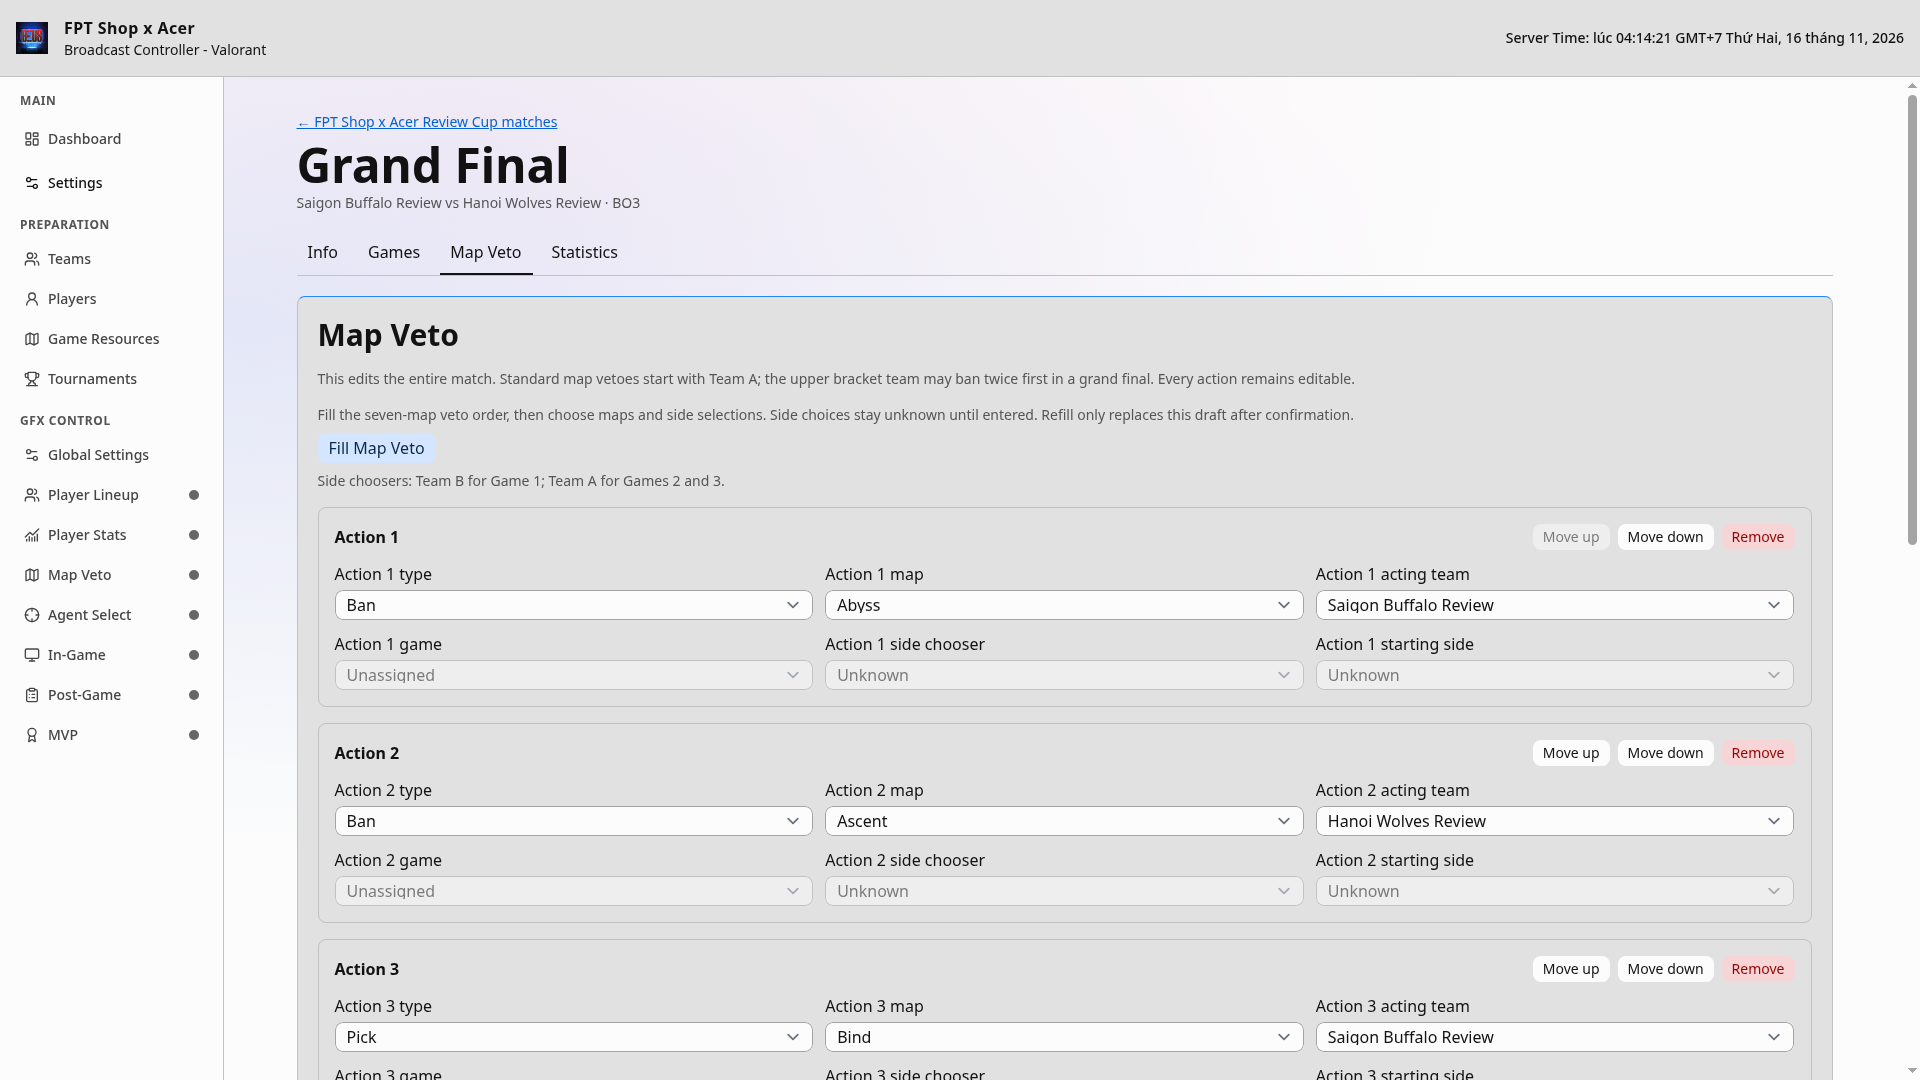 FPT Shop x Acer
Broadcast Controller - Valorant
Server Time: lúc 04:14:21 GMT+7 Thứ Hai, 16 tháng 11, 2026
MAIN
Dashboard
Settings
PREPARATION
Teams
Players
Game Resources
Tournaments
GFX CONTROL
Global Settings
Player Lineup
Player Stats
Map Veto
Agent Select
In-Game
Post-Game
MVP
← FPT Shop x Acer Review Cup matches
Grand Final
Saigon Buffalo Review vs Hanoi Wolves Review · BO3
Info Games Map Veto Statistics
Map Veto
This edits the entire match. Standard map vetoes start with Team A; the upper bracket team may ban twice first in a grand final. Every action remains editable.
Fill the seven-map veto order, then choose maps and side selections. Side choices stay unknown until entered. Refill only replaces this draft after confirmation.
Fill Map Veto
Side choosers: Team B for Game 1; Team A for Games 2 and 3.
Action 1 Move up Move down Remove
Action 1 type Action 1 map Action 1 acting team
Ban Abyss Saigon Buffalo Review
Action 1 game Action 1 side chooser Action 1 starting side
Unassigned Unknown Unknown
Action 2 Move up Move down Remove
Action 2 type Action 2 map Action 2 acting team
Ban Ascent Hanoi Wolves Review
Action 2 game Action 2 side chooser Action 2 starting side
Unassigned Unknown Unknown
Action 3 Move up Move down Remove
Action 3 type Action 3 map Action 3 acting team
Pick Bind Saigon Buffalo Review
Action 3 game Action 3 side chooser Action 3 starting side